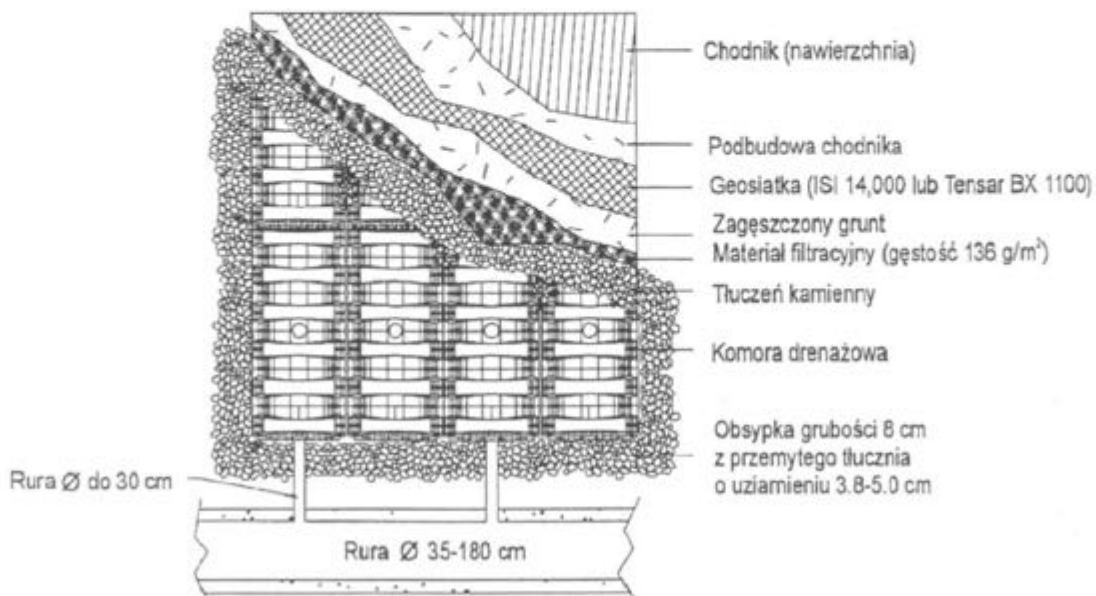 Chodnik (nawierzchnia)
Podbudowa chodnika
Geosiatka (ISI 14,000 lub Tensar BX 1100)
Zagęszczony grunt
Materiał filtracyjny (gęstość 136 g/m²)
Tłuczeń kamienny
Komora drenażowa
Obsypka grubości 8 cm
z przemytego tłucznia
o uziarnieniu 3.8-5.0 cm
Rura Ø do 30 cm
Rura Ø 35-180 cm